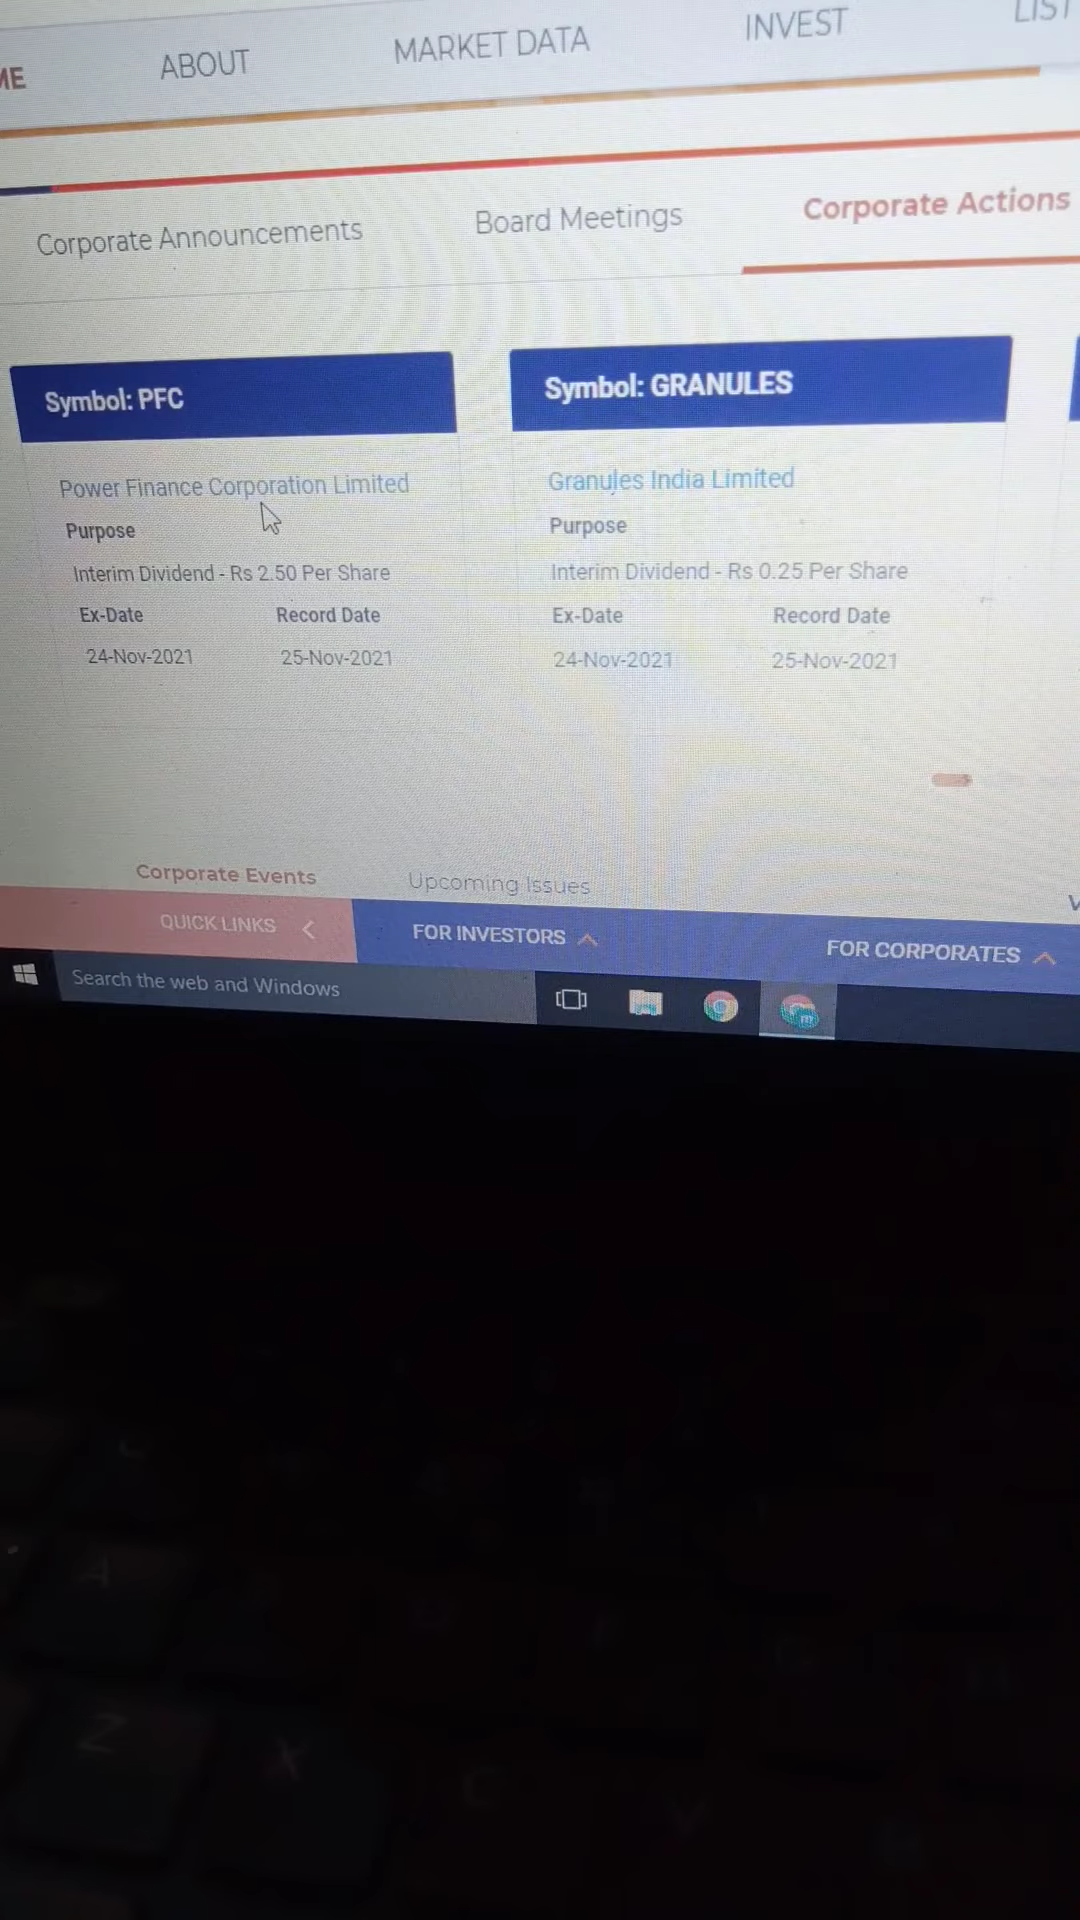 ABOUT MARKET DATA INVEST
Corporate Announcements Board Meetings Corporate Actions
Symbol: PFC
Power Finance Corporation Limited
Purpose
Interim Dividend - Rs 2.50 Per Share
Ex-Date Record Date
24-Nov-2021 25-Nov-2021
Symbol: GRANULES
Granules India Limited
Purpose
Interim Dividend - Rs 0.25 Per Share
Ex-Date Record Date
24-Nov-2021 25-Nov-2021
Corporate Events Upcoming Issues
QUICK LINKS FOR INVESTORS FOR CORPORATES
Search the web and Windows
A
Z X C V